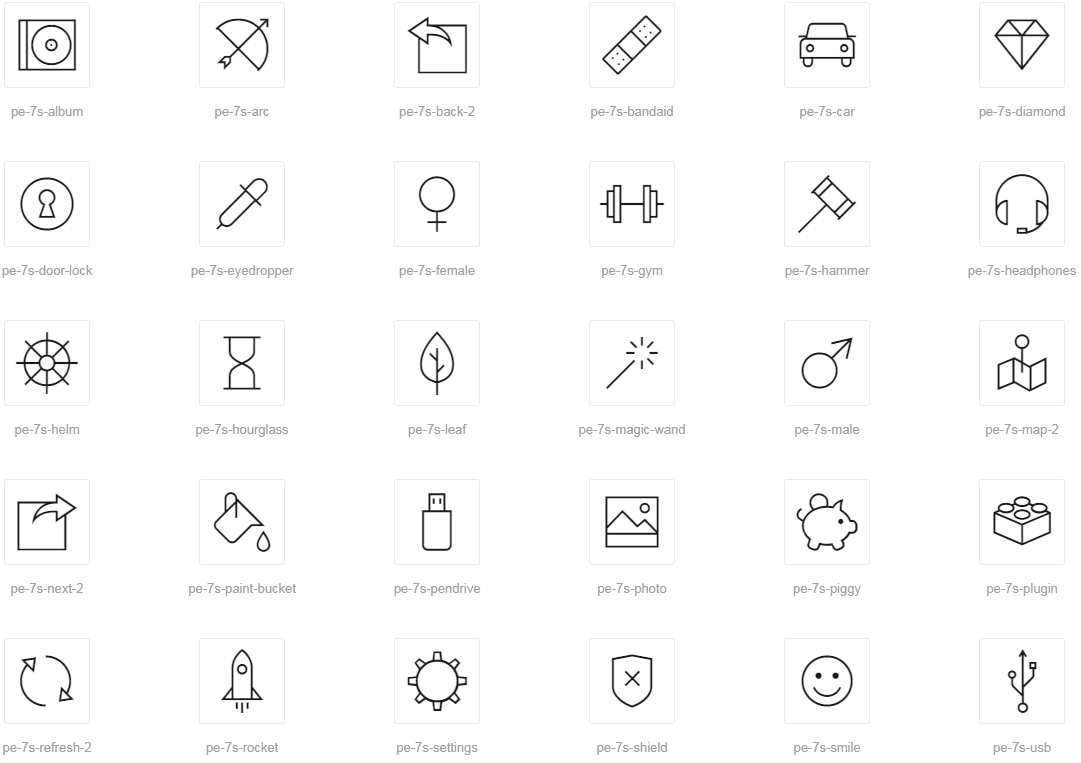 pe-7s-album pe-7s-arc pe-7s-back-2 pe-7s-bandaid pe-7s-car pe-7s-diamond
pe-7s-door-lock pe-7s-eyedropper pe-7s-female pe-7s-gym pe-7s-hammer pe-7s-headphones
pe-7s-helm pe-7s-hourglass pe-7s-leaf pe-7s-magic-wand pe-7s-male pe-7s-map-2
pe-7s-next-2 pe-7s-paint-bucket pe-7s-pendrive pe-7s-photo pe-7s-piggy pe-7s-plugin
pe-7s-refresh-2 pe-7s-rocket pe-7s-settings pe-7s-shield pe-7s-smile pe-7s-usb